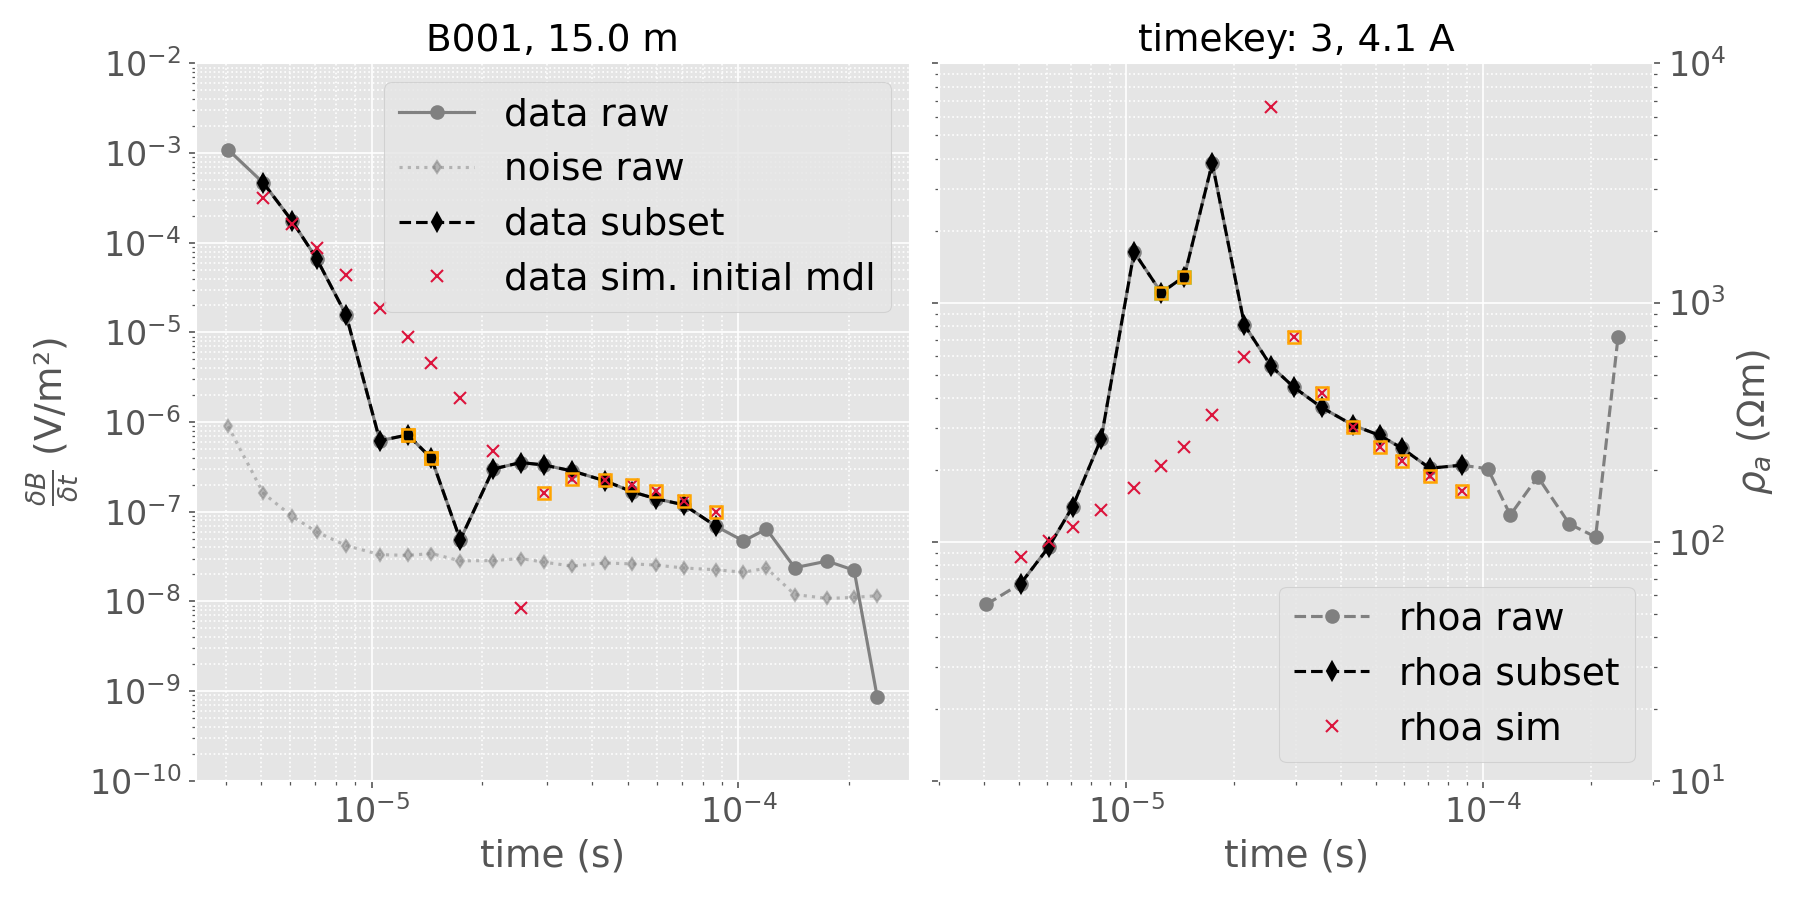 B001, 15.0 m
timekey: 3, 4.1 A
10⁻²
10⁻³
10⁻⁴
10⁻⁵
10⁻⁶
10⁻⁷
10⁻⁸
10⁻⁹
10⁻¹⁰
δB/δt (V/m²)
data raw
noise raw
data subset
data sim. initial mdl
10⁻⁵
10⁻⁴
time (s)
10⁴
10³
10²
10¹
ρₐ (Ωm)
rhoa raw
rhoa subset
rhoa sim
10⁻⁵
10⁻⁴
time (s)